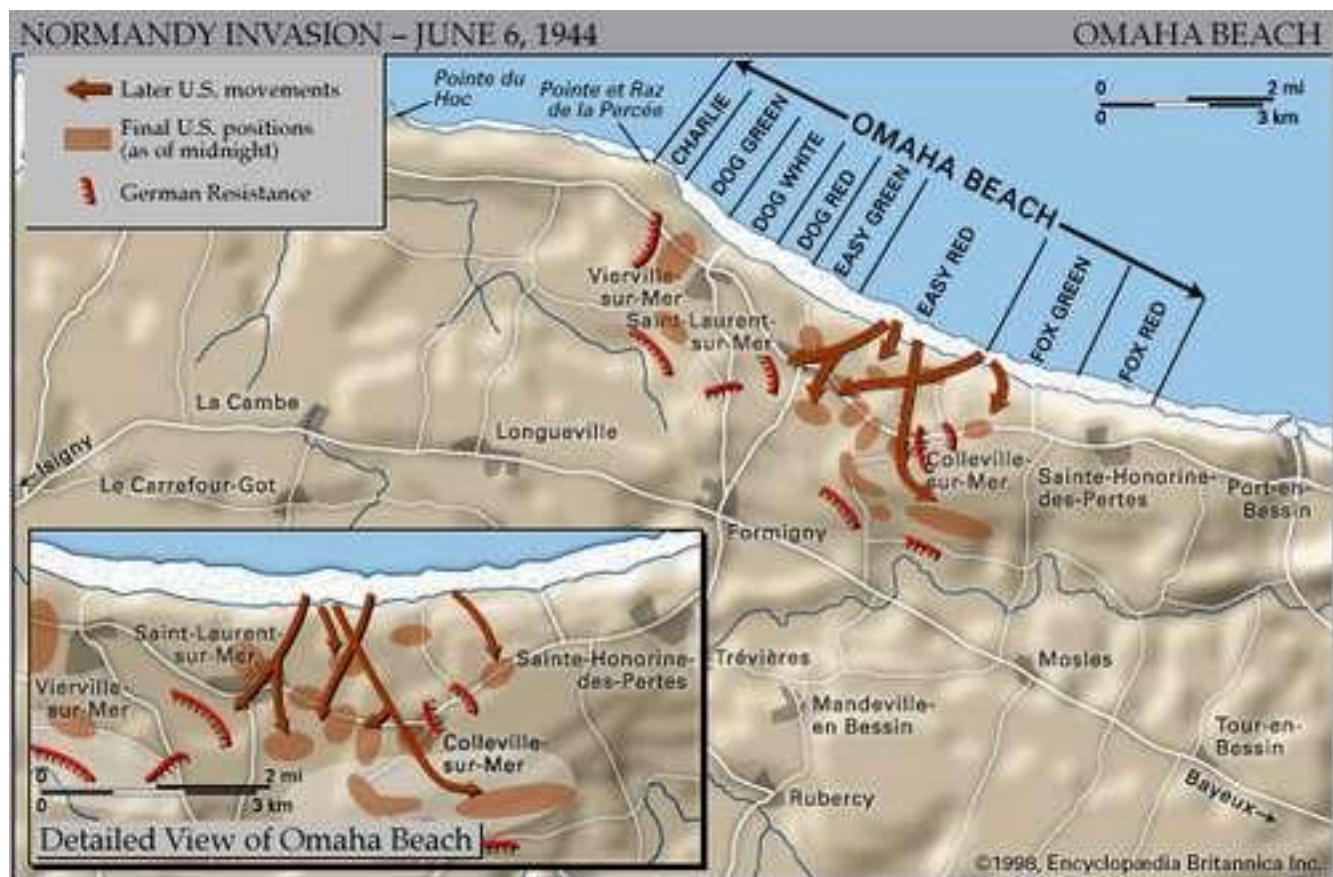 NORMANDY INVASION – JUNE 6, 1944
OMAHA BEACH
Later U.S. movements
Final U.S. positions
(as of midnight)
German Resistance
Pointe du
Hoc
Pointe et Raz
de la Percée
CHARLIE
DOG GREEN
DOG WHITE
DOG RED
EASY GREEN
EASY RED
FOX GREEN
FOX RED
OMAHA BEACH
0 2 mi
0 3 km
Vierville-
sur-Mer
Saint-Laurent-
sur-Mer
La Cambe
Longueville
Isigny
Le Carrefour-Got
Colleville-
sur-Mer
Sainte-Honorine-
des-Pertes
Port-en-
Bessin
Formigny
Trévières
Mosles
Mandeville-
en Bessin
Tour-en-
Bessin
Bayeux
Rubercy
Saint-Laurent-
sur-Mer
Vierville-
sur-Mer
Sainte-Honorine-
des-Pertes
Colleville-
sur-Mer
0 2 mi
0 3 km
Detailed View of Omaha Beach
©1998, Encyclopædia Britannica Inc.